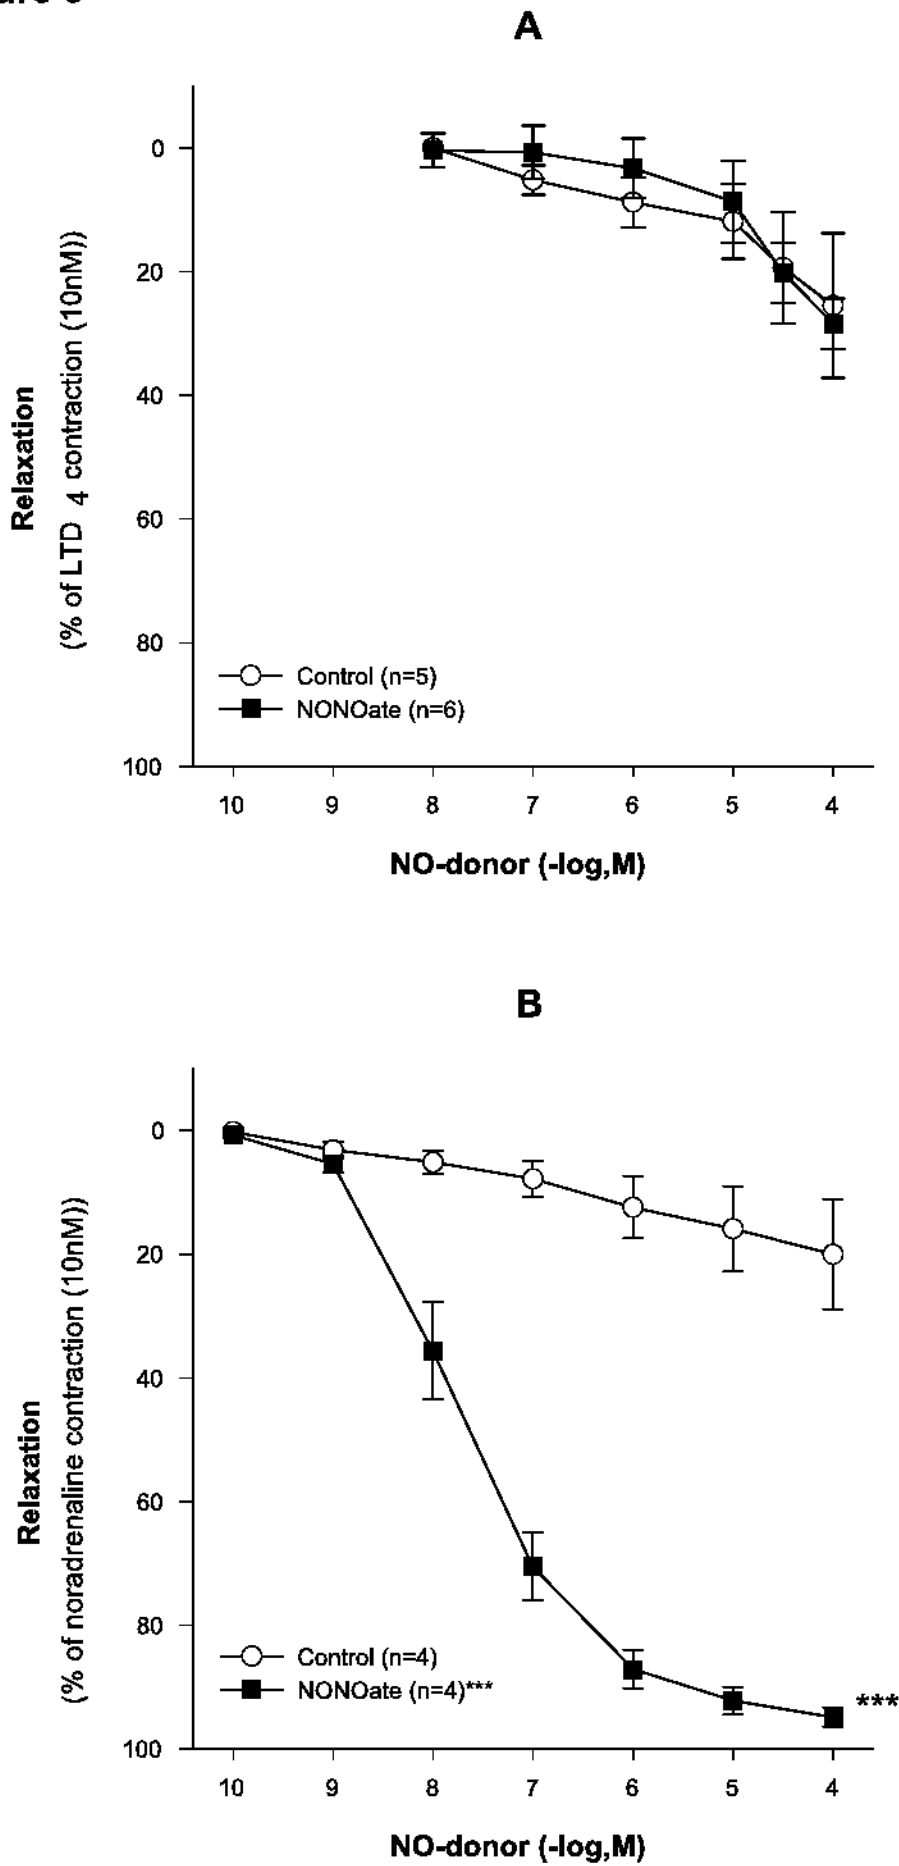 A
0
20
40
60
80
100
Relaxation
(% of LTD 4 contraction (10nM))
Control (n=5)
NONOate (n=6)
10 9 8 7 6 5 4
NO-donor (-log,M)
B
0
20
40
60
80
100
Relaxation
(% of noradrenaline contraction (10nM))
Control (n=4)
NONOate (n=4)***
***
10 9 8 7 6 5 4
NO-donor (-log,M)